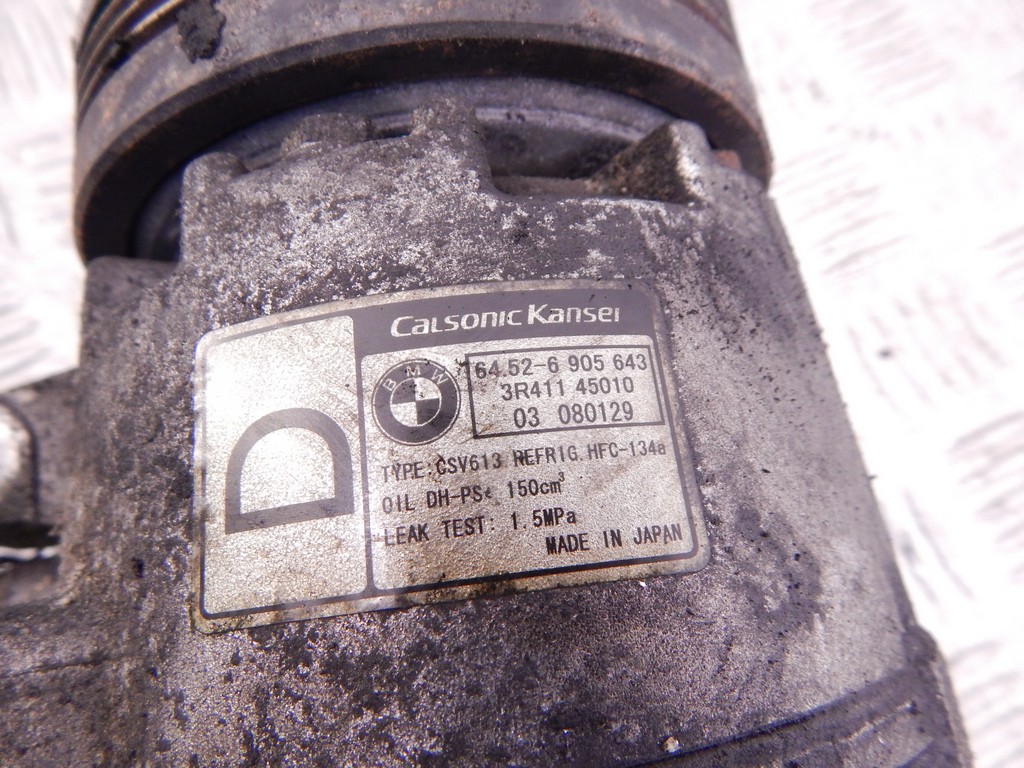 Calsonic Kansei
BMW
64.52-6 905 643
3R411 45010
03 080129
D
TYPE:CSV613 REFRIG.HFC-134a
OIL DH-PS: 150cm³
LEAK TEST: 1.5MPa
MADE IN JAPAN